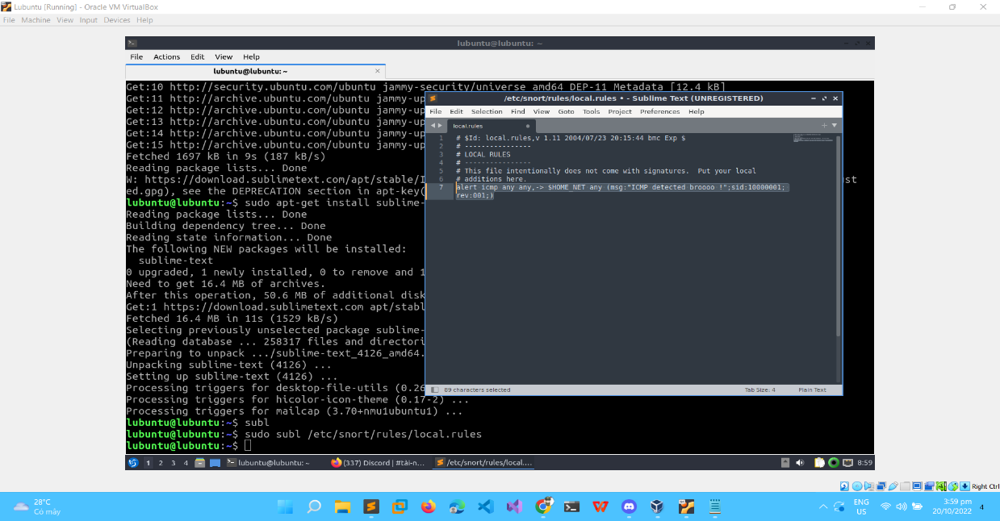 Lubuntu [Running] - Oracle VM VirtualBox
File Machine View Input Devices Help
lubuntu@lubuntu: ~
File Actions Edit View Help
lubuntu@lubuntu: ~
Get:10 http://security.ubuntu.com/ubuntu jammy-security/universe amd64 DEP-11 Metadata [12.4 kB]
Get:11 http://archive.ubuntu.com/ubuntu jammy-up
Get:12 http://archive.ubuntu.com/ubuntu jammy-up
Get:13 http://archive.ubuntu.com/ubuntu jammy-up
Get:14 http://archive.ubuntu.com/ubuntu jammy-up
Get:15 http://archive.ubuntu.com/ubuntu jammy-up
Fetched 1697 kB in 9s (187 kB/s)
Reading package lists... Done
W: https://download.sublimetext.com/apt/stable/I
st
ed.gpg), see the DEPRECATION section in apt-key(
lubuntu@lubuntu:~$ sudo apt-get install sublime-
Reading package lists... Done
Building dependency tree... Done
Reading state information... Done
The following NEW packages will be installed:
sublime-text
0 upgraded, 1 newly installed, 0 to remove and 1
Need to get 16.4 MB of archives.
After this operation, 50.6 MB of additional disk
Get:1 https://download.sublimetext.com apt/stabl
Fetched 16.4 MB in 11s (1529 kB/s)
Selecting previously unselected package sublime-
(Reading database ... 258317 files and directori
Preparing to unpack .../sublime-text_4126_amd64.
Unpacking sublime-text (4126) ...
Setting up sublime-text (4126) ...
Processing triggers for desktop-file-utils (0.26
Processing triggers for hicolor-icon-theme (0.17-2) ...
Processing triggers for mailcap (3.70+nmu1ubuntu1) ...
lubuntu@lubuntu:~$ subl
lubuntu@lubuntu:~$ sudo subl /etc/snort/rules/local.rules
lubuntu@lubuntu:~$
/etc/snort/rules/local.rules • - Sublime Text (UNREGISTERED)
File Edit Selection Find View Goto Tools Project Preferences Help
local.rules
1 # $Id: local.rules,v 1.11 2004/07/23 20:15:44 bmc Exp $
2 # ----------------
3 # LOCAL RULES
4 # ----------------
5 # This file intentionally does not come with signatures.  Put your local
6 # additions here.
7 alert icmp any any,-> $HOME_NET any (msg:"ICMP detected broooo !";sid:10000001;
rev:001;)
89 characters selected
Tab Size: 4
Plain Text
1 2 3 4
lubuntu@lubuntu: ~
(337) Discord | #tài-n...
/etc/snort/rules/local....
8:59
Right Ctrl
28°C
Có mây
ENG
US
3:59 pm
20/10/2022
4